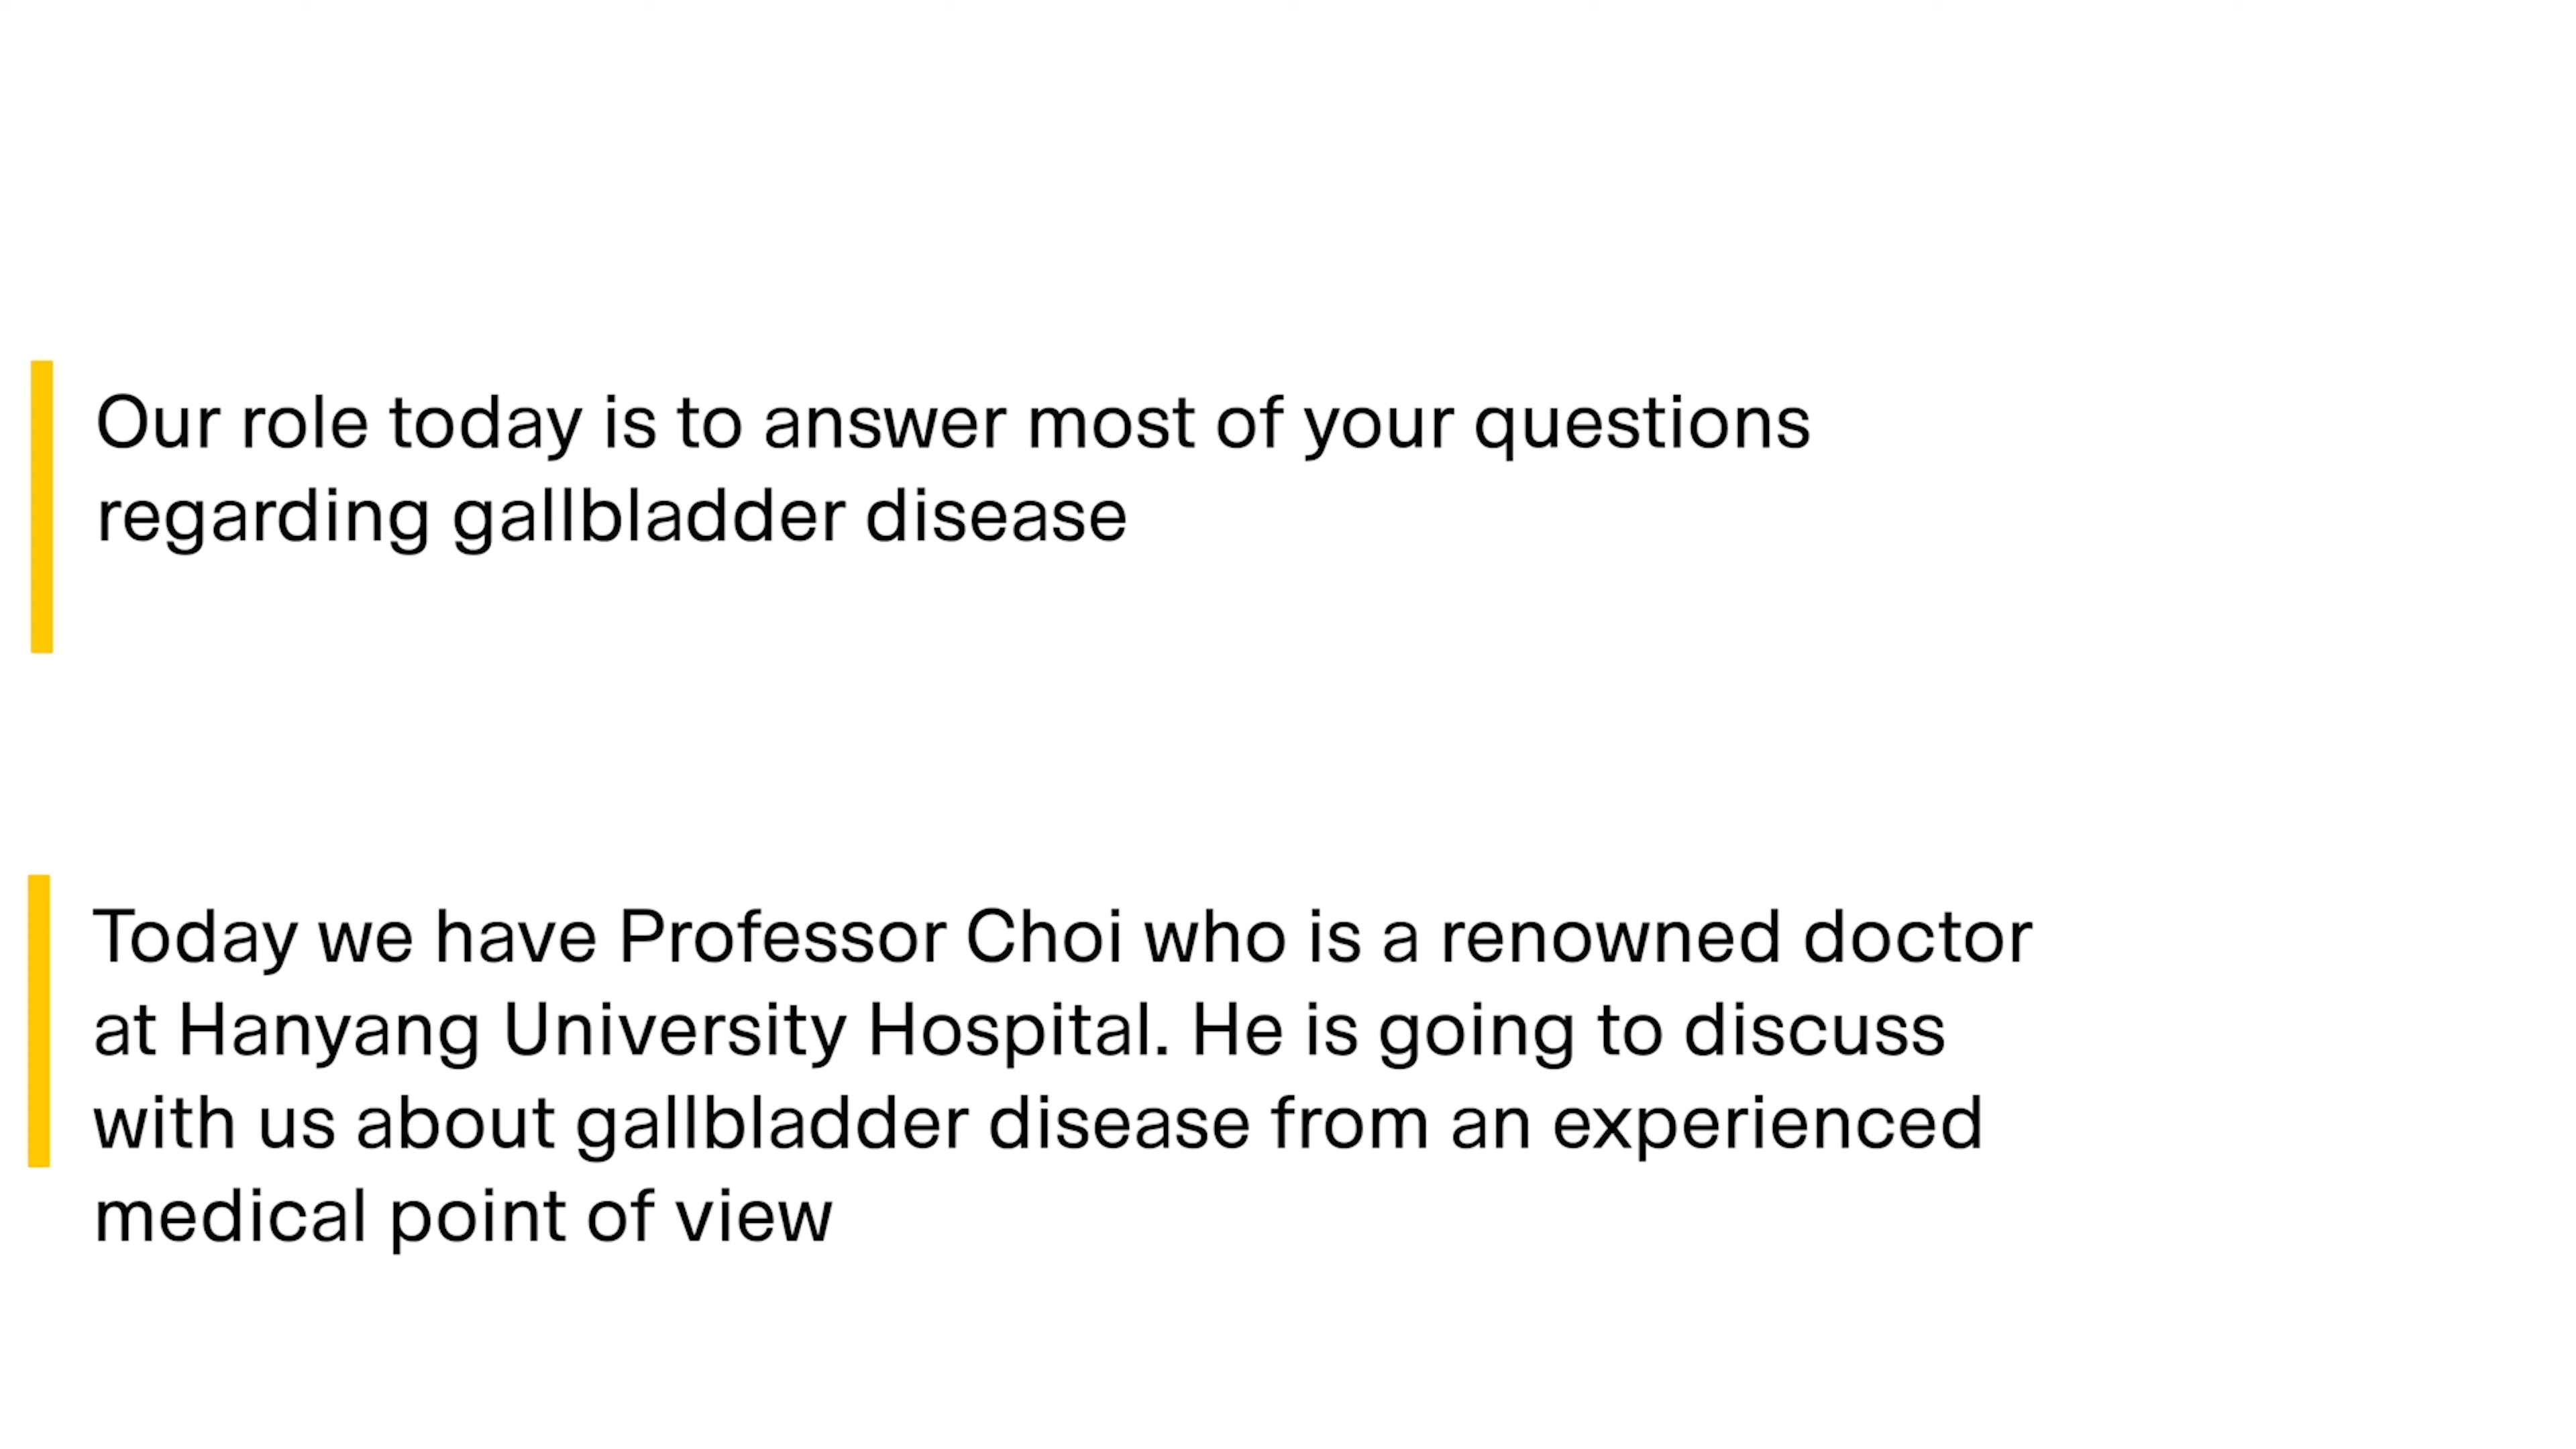 Our role today is to answer most of your questions
regarding gallbladder disease
Today we have Professor Choi who is a renowned doctor
at Hanyang University Hospital. He is going to discuss
with us about gallbladder disease from an experienced
medical point of view